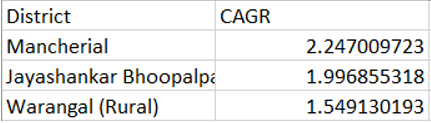 District CAGR
Mancherial 2.247009723
Jayashankar Bhoopalpa 1.996855318
Warangal (Rural) 1.549130193